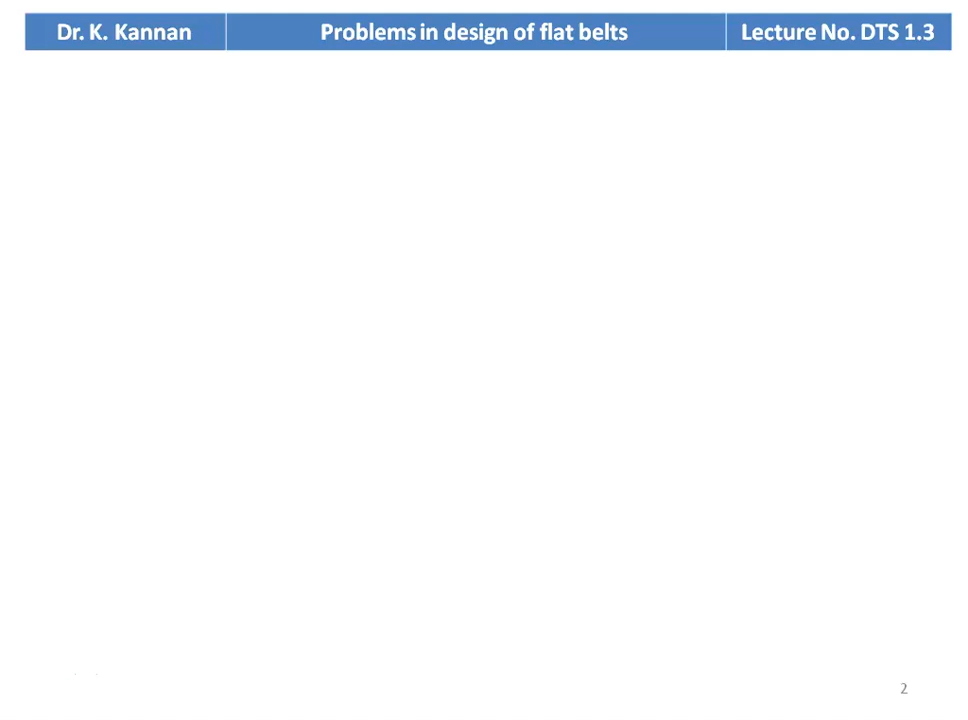 Dr. K. Kannan
Problems in design of flat belts
Lecture No. DTS 1.3
2